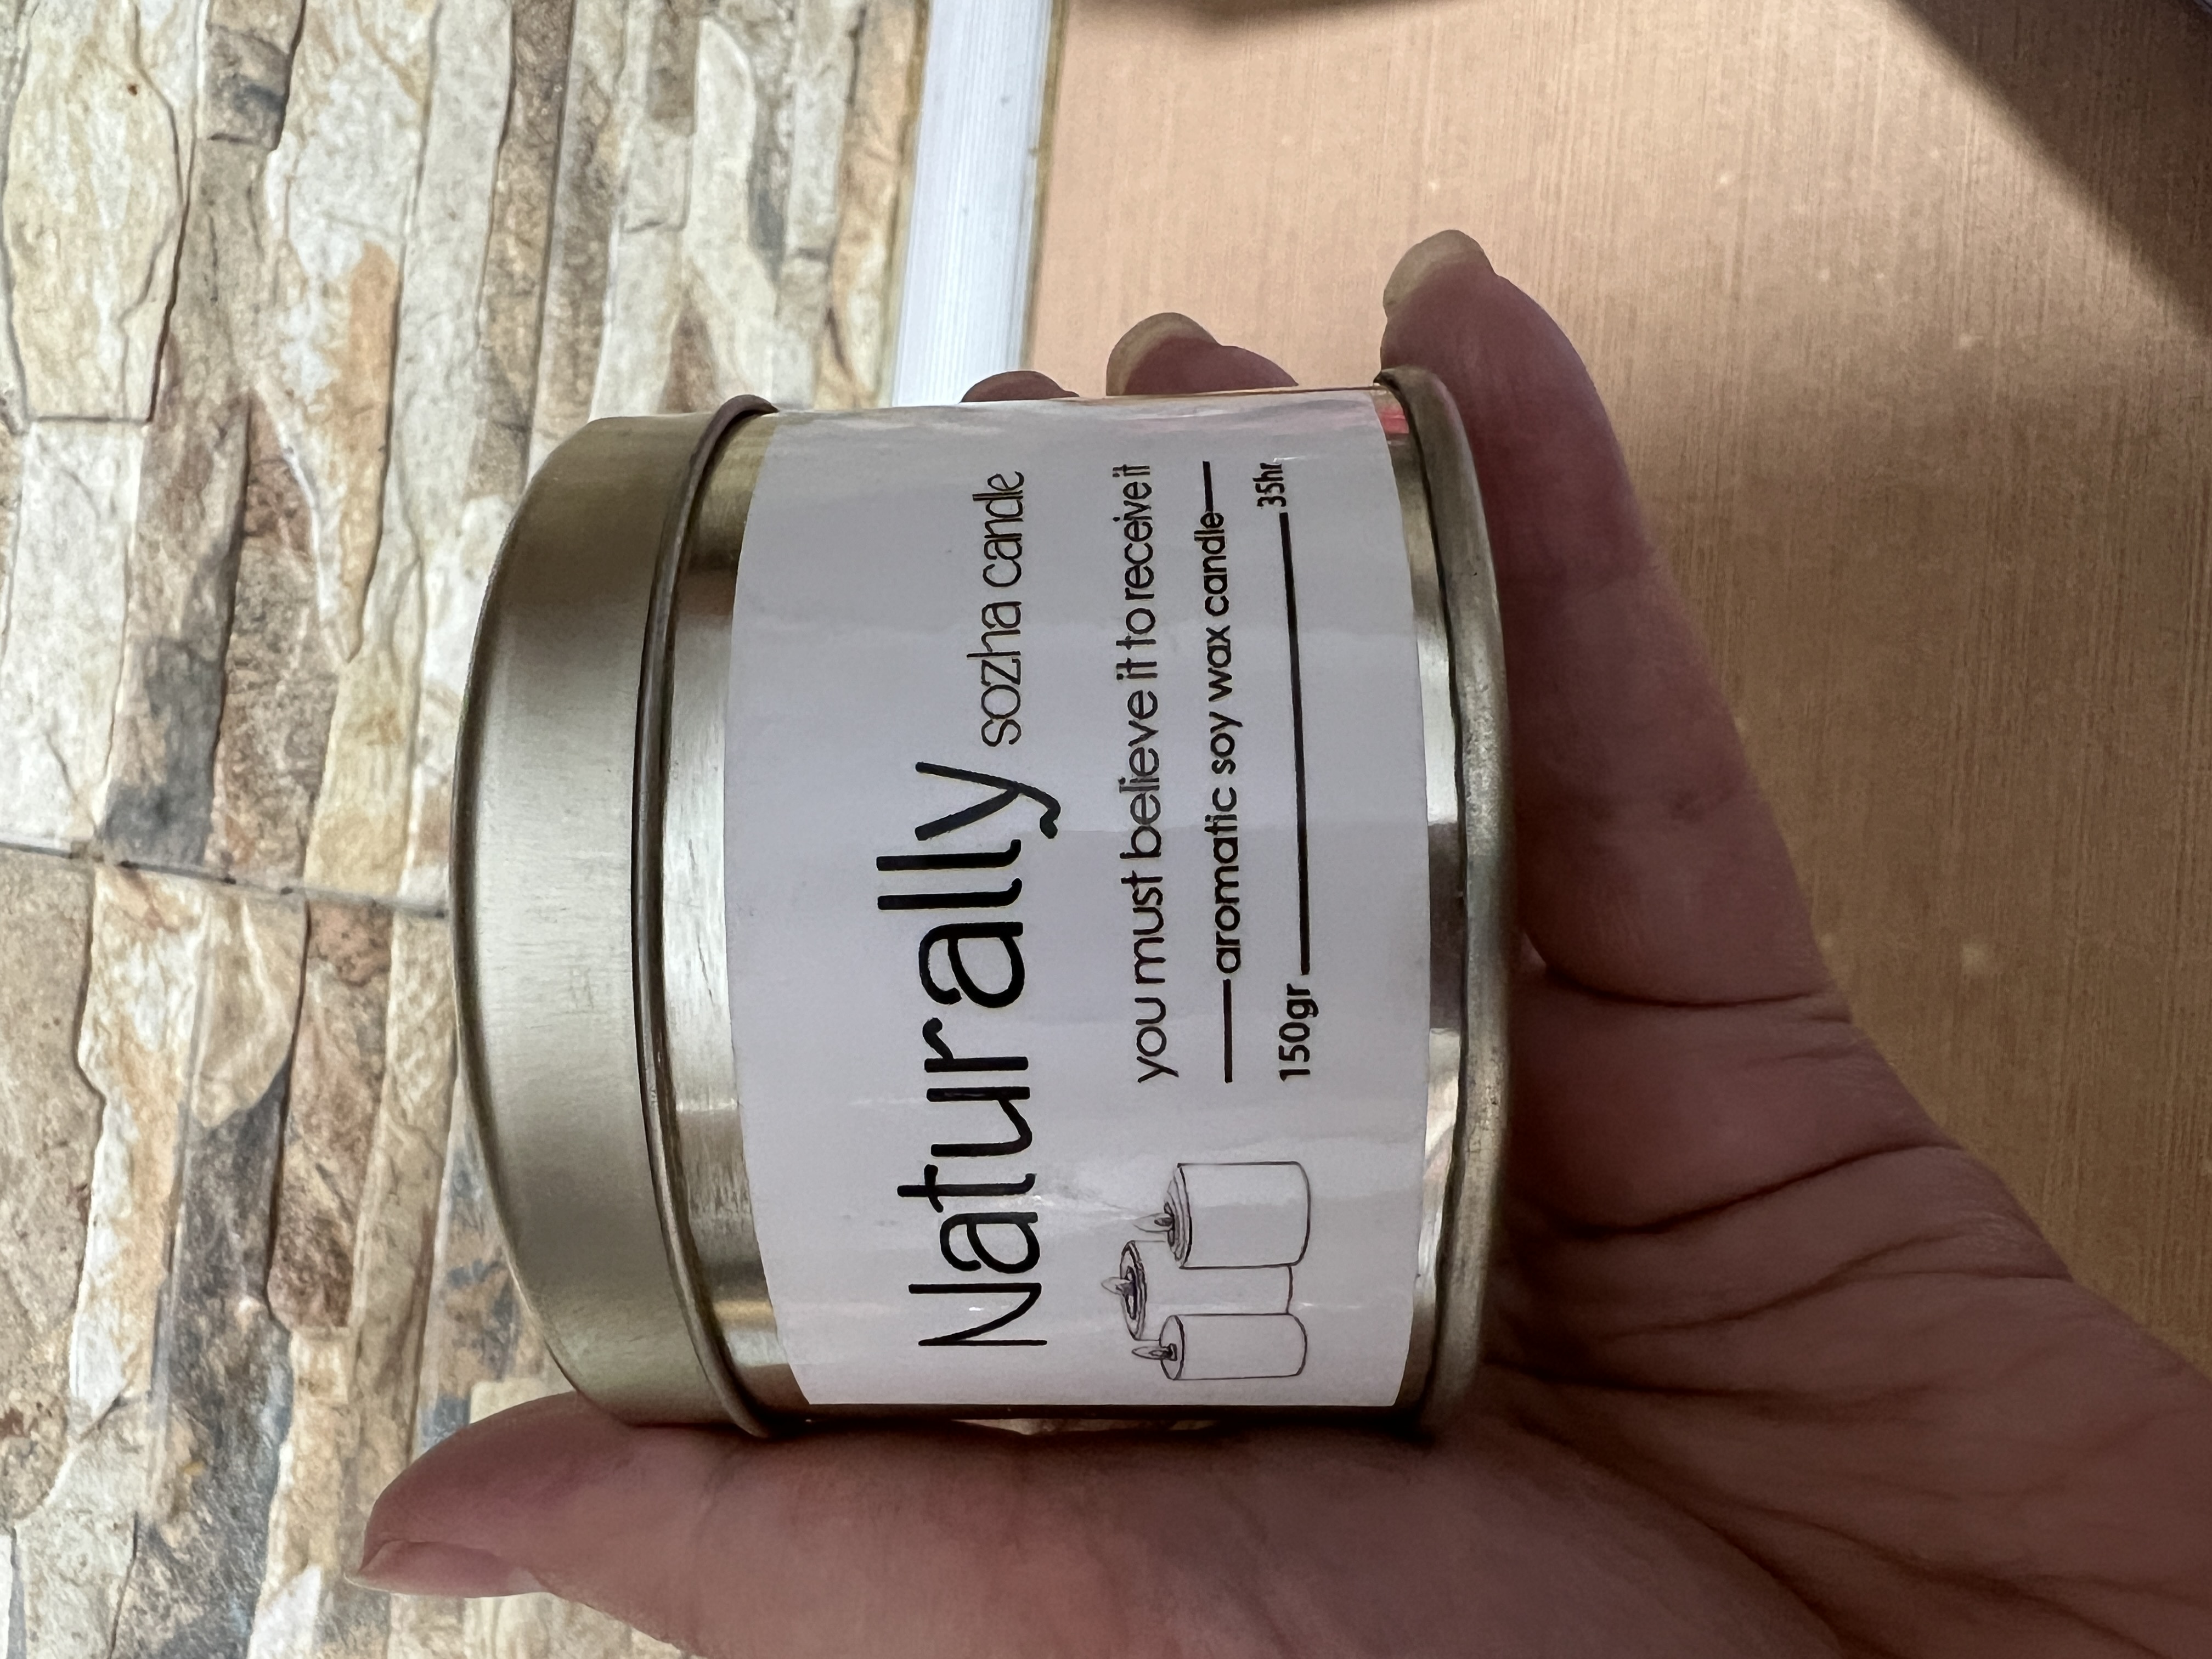 Naturally sozha candle
you must believe it to receive it
aromatic soy wax candle
150gr 35hr